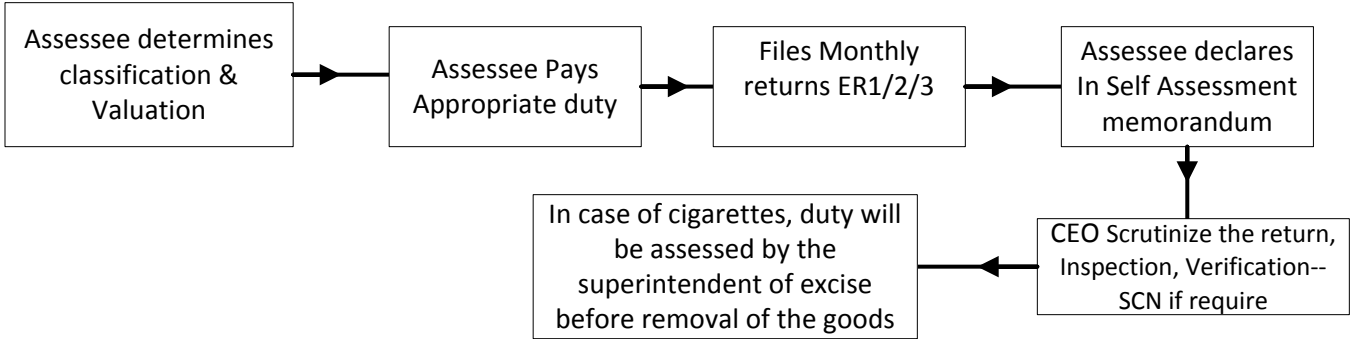 Assessee determines
classification &
Valuation
Assessee Pays
Appropriate duty
Files Monthly
returns ER1/2/3
Assessee declares
In Self Assessment
memorandum
CEO Scrutinize the return,
Inspection, Verification--
SCN if require
In case of cigarettes, duty will
be assessed by the
superintendent of excise
before removal of the goods